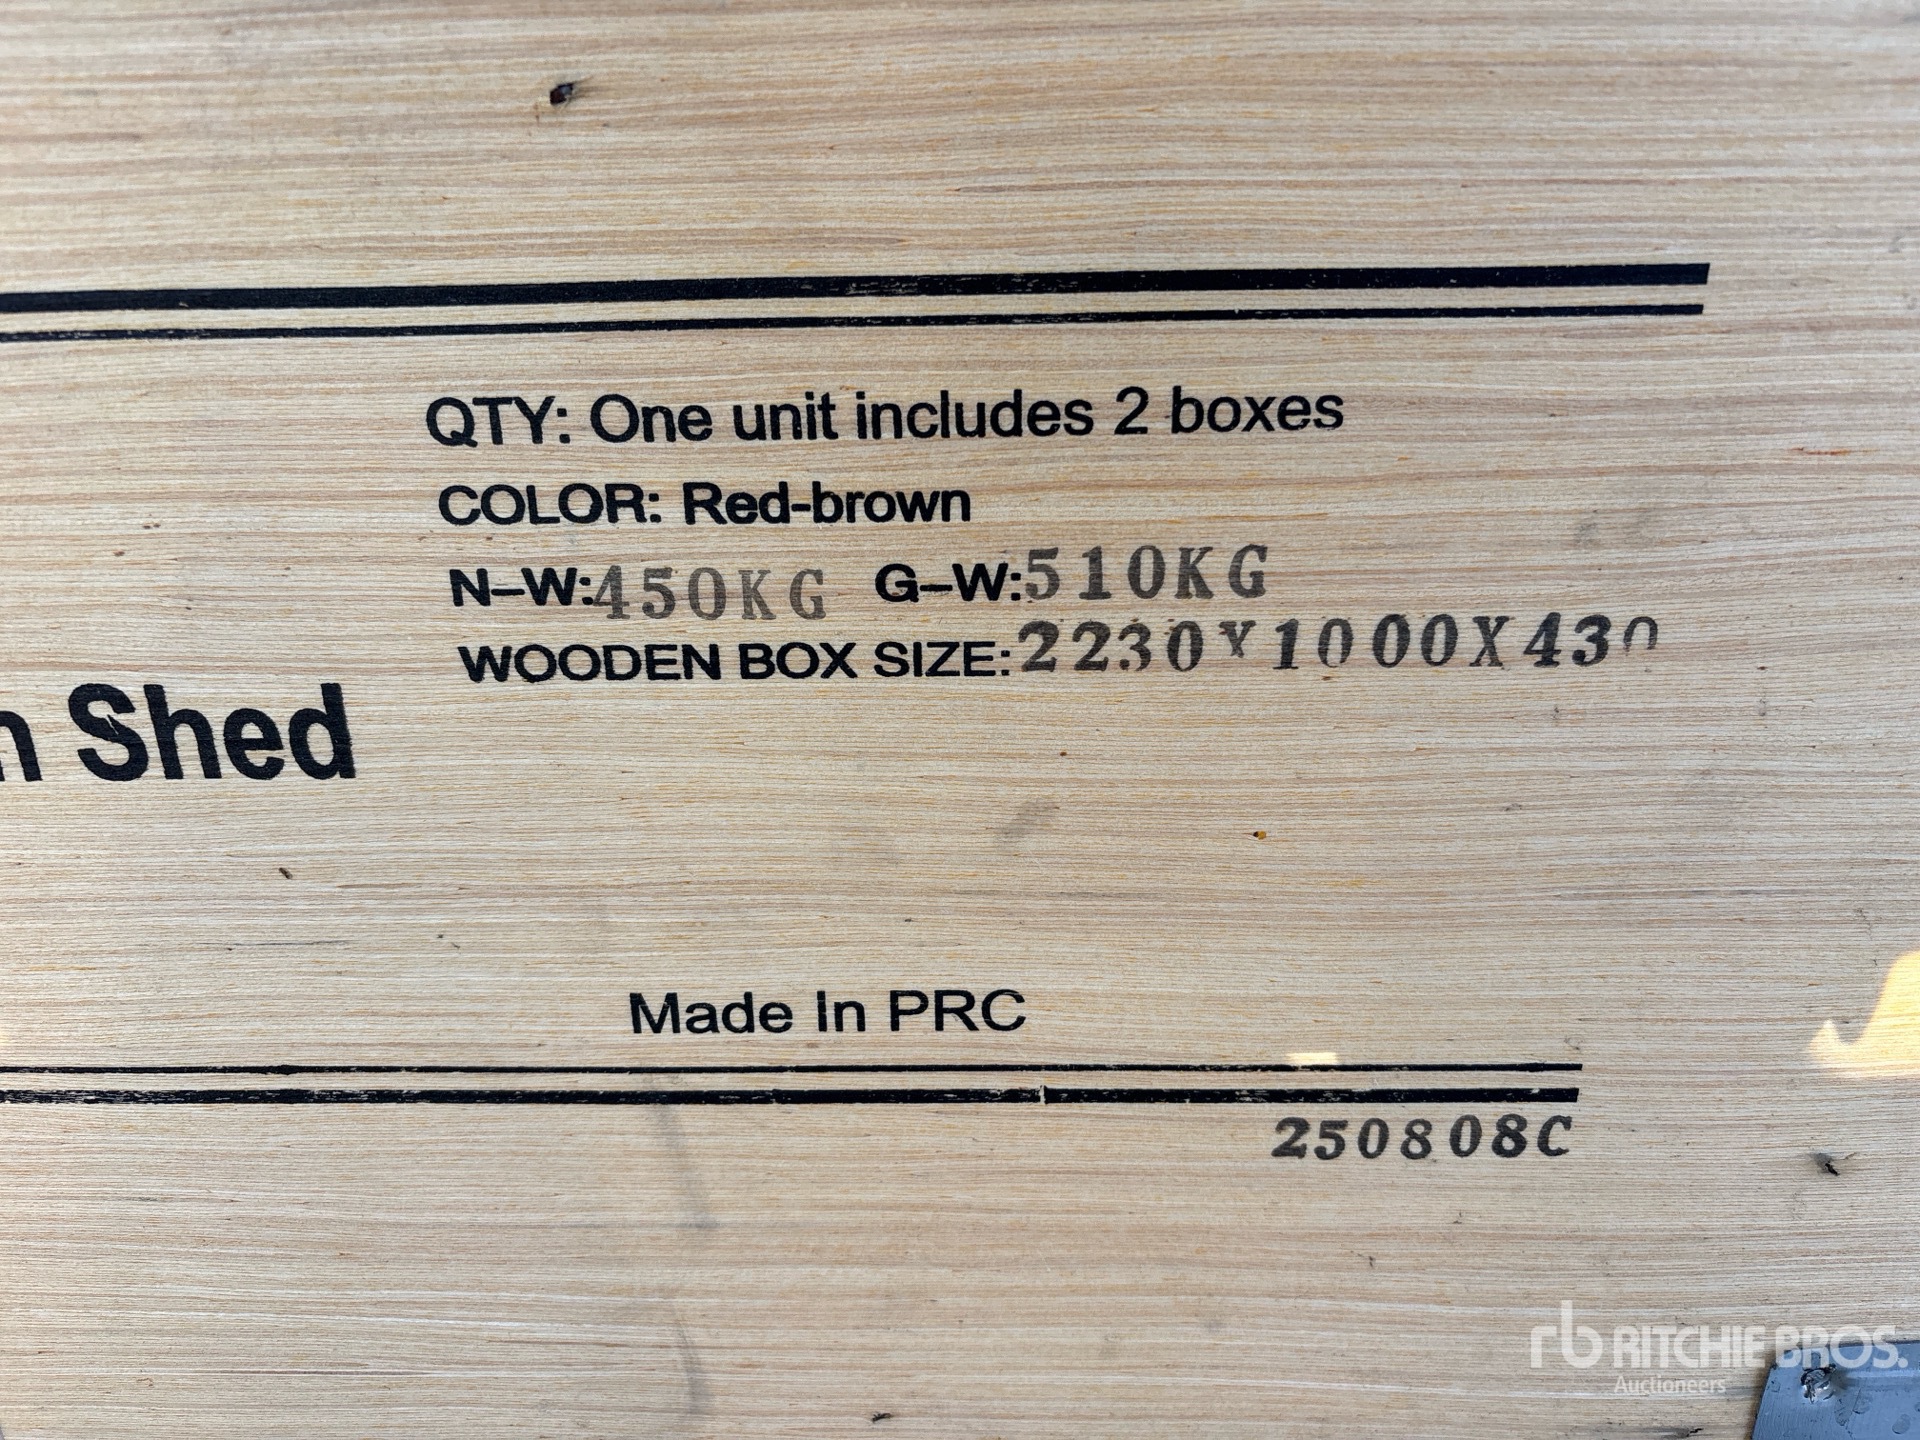 QTY: One unit includes 2 boxes
COLOR: Red-brown
N-W:450KG G-W:510KG
WOODEN BOX SIZE:2230X1000X430
Shed
Made In PRC
250808C
rb RITCHIE BROS.
Auctioneers